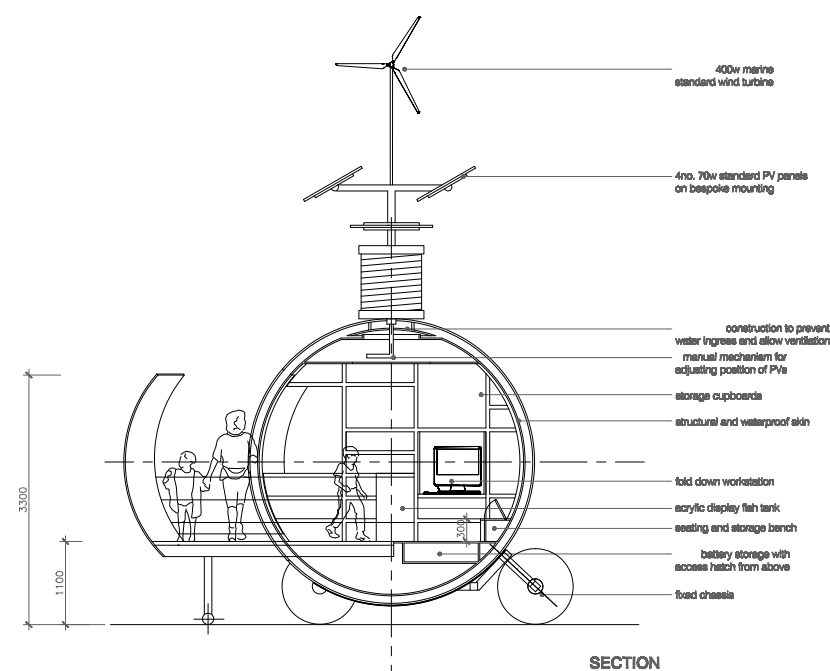 400w marine
standard wind turbine
4no. 70w standard PV panels
on bespoke mounting
construction to prevent
water ingress and allow ventilation
manual mechanism for
adjusting position of PVs
storage cupboards
structural and waterproof skin
fold down workstation
acrylic display fish tank
seating and storage bench
battery storage with
access hatch from above
fixed chassis
3300
1100
300
SECTION